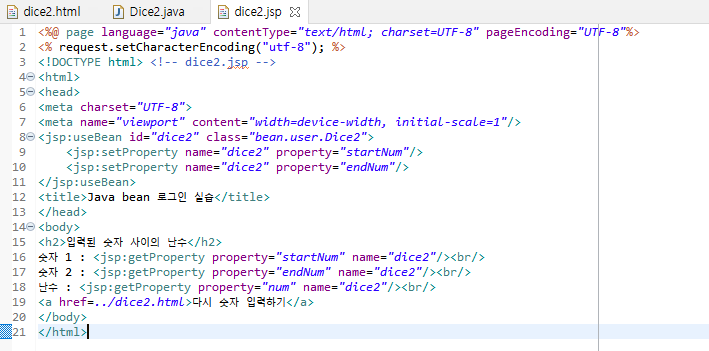 dice2.html Dice2.java dice2.jsp
1 <%@ page language="java" contentType="text/html; charset=UTF-8" pageEncoding="UTF-8"%>
2 <% request.setCharacterEncoding("utf-8"); %>
3 <!DOCTYPE html> <!-- dice2.jsp -->
4 <html>
5 <head>
6 <meta charset="UTF-8">
7 <meta name="viewport" content="width=device-width, initial-scale=1"/>
8 <jsp:useBean id="dice2" class="bean.user.Dice2">
9     <jsp:setProperty name="dice2" property="startNum"/>
10     <jsp:setProperty name="dice2" property="endNum"/>
11 </jsp:useBean>
12 <title>Java bean 로그인 실습</title>
13 </head>
14 <body>
15 <h2>입력된 숫자 사이의 난수</h2>
16 숫자 1 : <jsp:getProperty property="startNum" name="dice2"/><br/>
17 숫자 2 : <jsp:getProperty property="endNum" name="dice2"/><br/>
18 난수 : <jsp:getProperty property="num" name="dice2"/><br/>
19 <a href=../dice2.html>다시 숫자 입력하기</a>
20 </body>
21 </html>